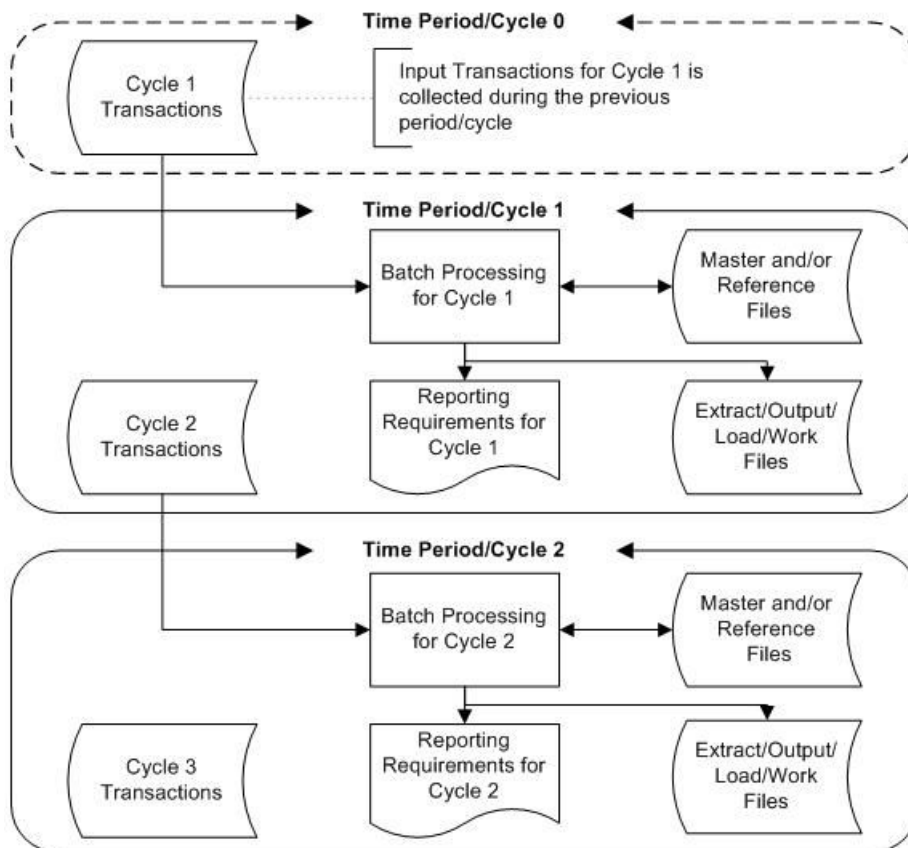 Time Period/Cycle 0
Cycle 1
Transactions
Input Transactions for Cycle 1 is
collected during the previous
period/cycle
Time Period/Cycle 1
Batch Processing
for Cycle 1
Master and/or
Reference
Files
Cycle 2
Transactions
Reporting
Requirements for
Cycle 1
Extract/Output/
Load/Work
Files
Time Period/Cycle 2
Batch Processing
for Cycle 2
Master and/or
Reference
Files
Cycle 3
Transactions
Reporting
Requirements for
Cycle 2
Extract/Output/
Load/Work
Files